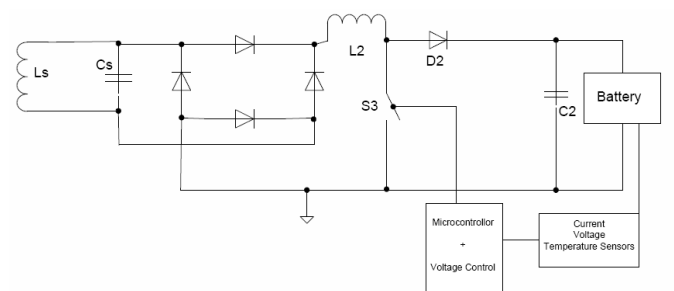 L2
Ls
Cs
D2
S3
C2
Battery
Microcontrollor
+
Voltage Control
Current
Voltage
Temperature Sensors